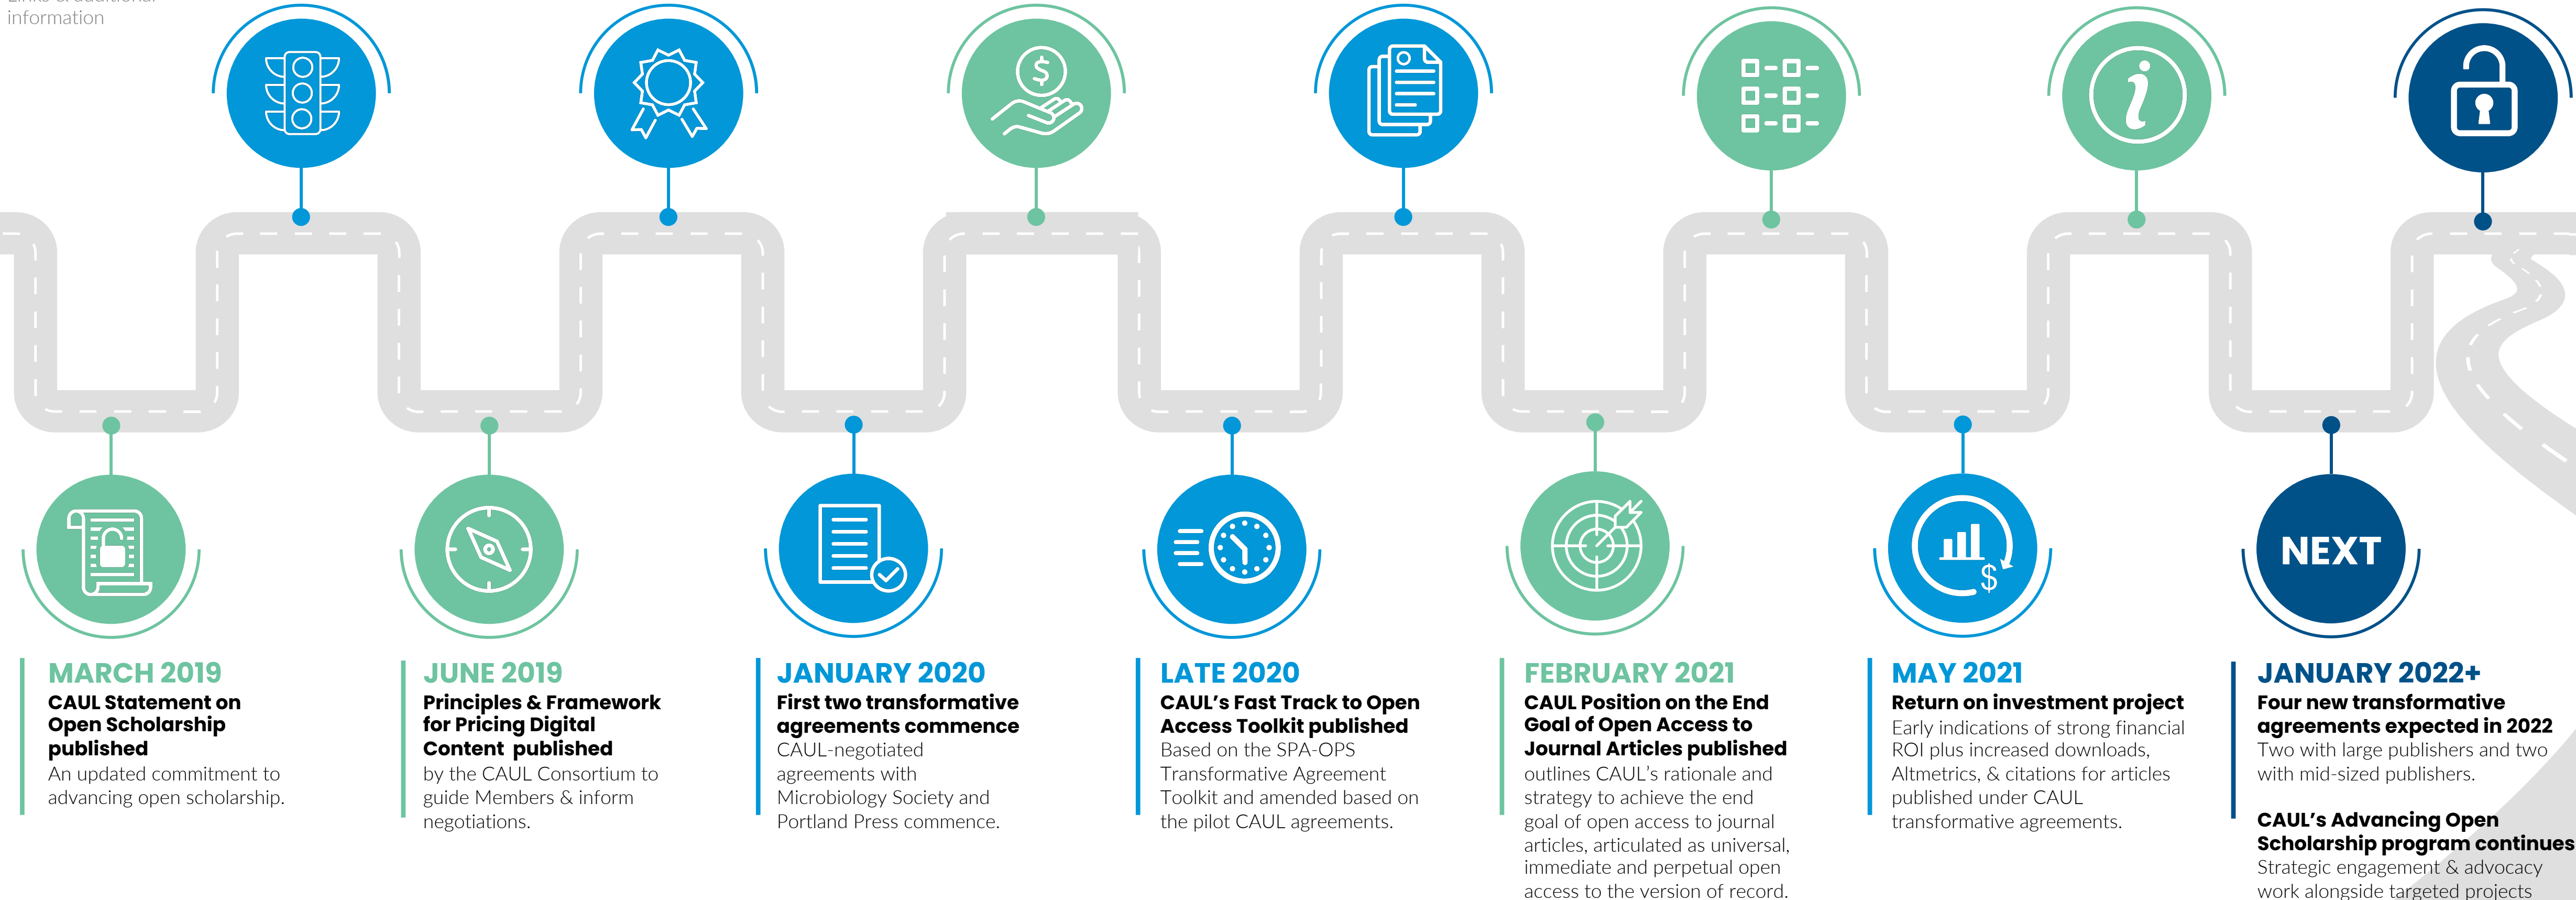 information
$
i
NEXT
$
MARCH 2019
CAUL Statement on
Open Scholarship
published
An updated commitment to
advancing open scholarship.
JUNE 2019
Principles & Framework
for Pricing Digital
Content published
by the CAUL Consortium to
guide Members & inform
negotiations.
JANUARY 2020
First two transformative
agreements commence
CAUL-negotiated
agreements with
Microbiology Society and
Portland Press commence.
LATE 2020
CAUL’s Fast Track to Open
Access Toolkit published
Based on the SPA-OPS
Transformative Agreement
Toolkit and amended based on
the pilot CAUL agreements.
FEBRUARY 2021
CAUL Position on the End
Goal of Open Access to
Journal Articles published
outlines CAUL’s rationale and
strategy to achieve the end
goal of open access to journal
articles, articulated as universal,
immediate and perpetual open
access to the version of record.
MAY 2021
Return on investment project
Early indications of strong financial
ROI plus increased downloads,
Altmetrics, & citations for articles
published under CAUL
transformative agreements.
JANUARY 2022+
Four new transformative
agreements expected in 2022
Two with large publishers and two
with mid-sized publishers.
CAUL’s Advancing Open
Scholarship program continues
Strategic engagement & advocacy
work alongside targeted projects